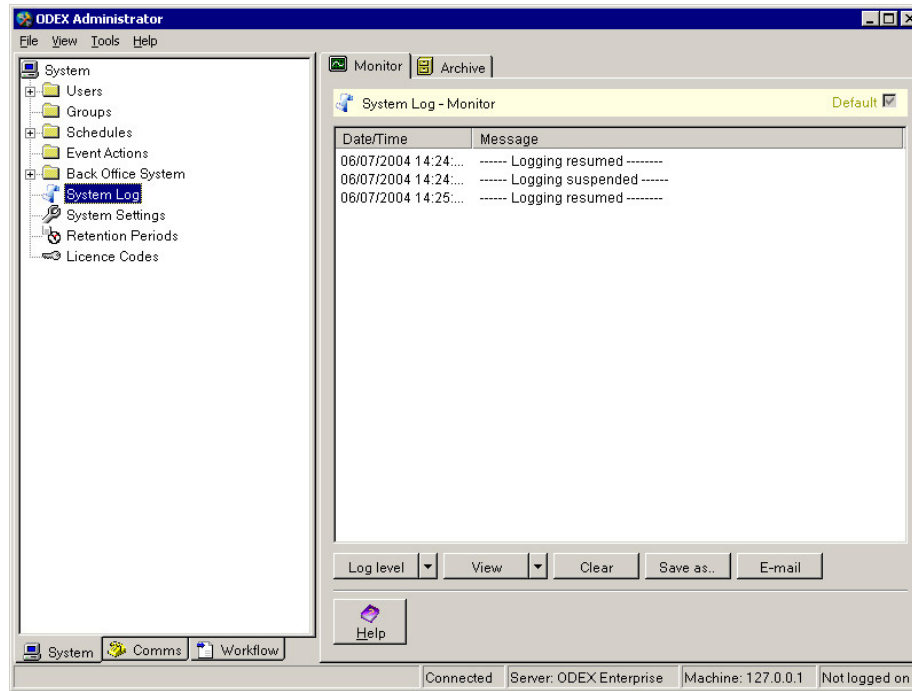 ODEX Administrator
File View Tools Help
System
Users
Groups
Schedules
Event Actions
Back Office System
System Log
System Settings
Retention Periods
Licence Codes
System Comms Workflow
Monitor Archive
System Log - Monitor Default
Date/Time Message
06/07/2004 14:24:... ------ Logging resumed --------
06/07/2004 14:24:... ------ Logging suspended ------
06/07/2004 14:25:... ------ Logging resumed --------
Log level View Clear Save as.. E-mail
Help
Connected Server: ODEX Enterprise Machine: 127.0.0.1 Not logged on